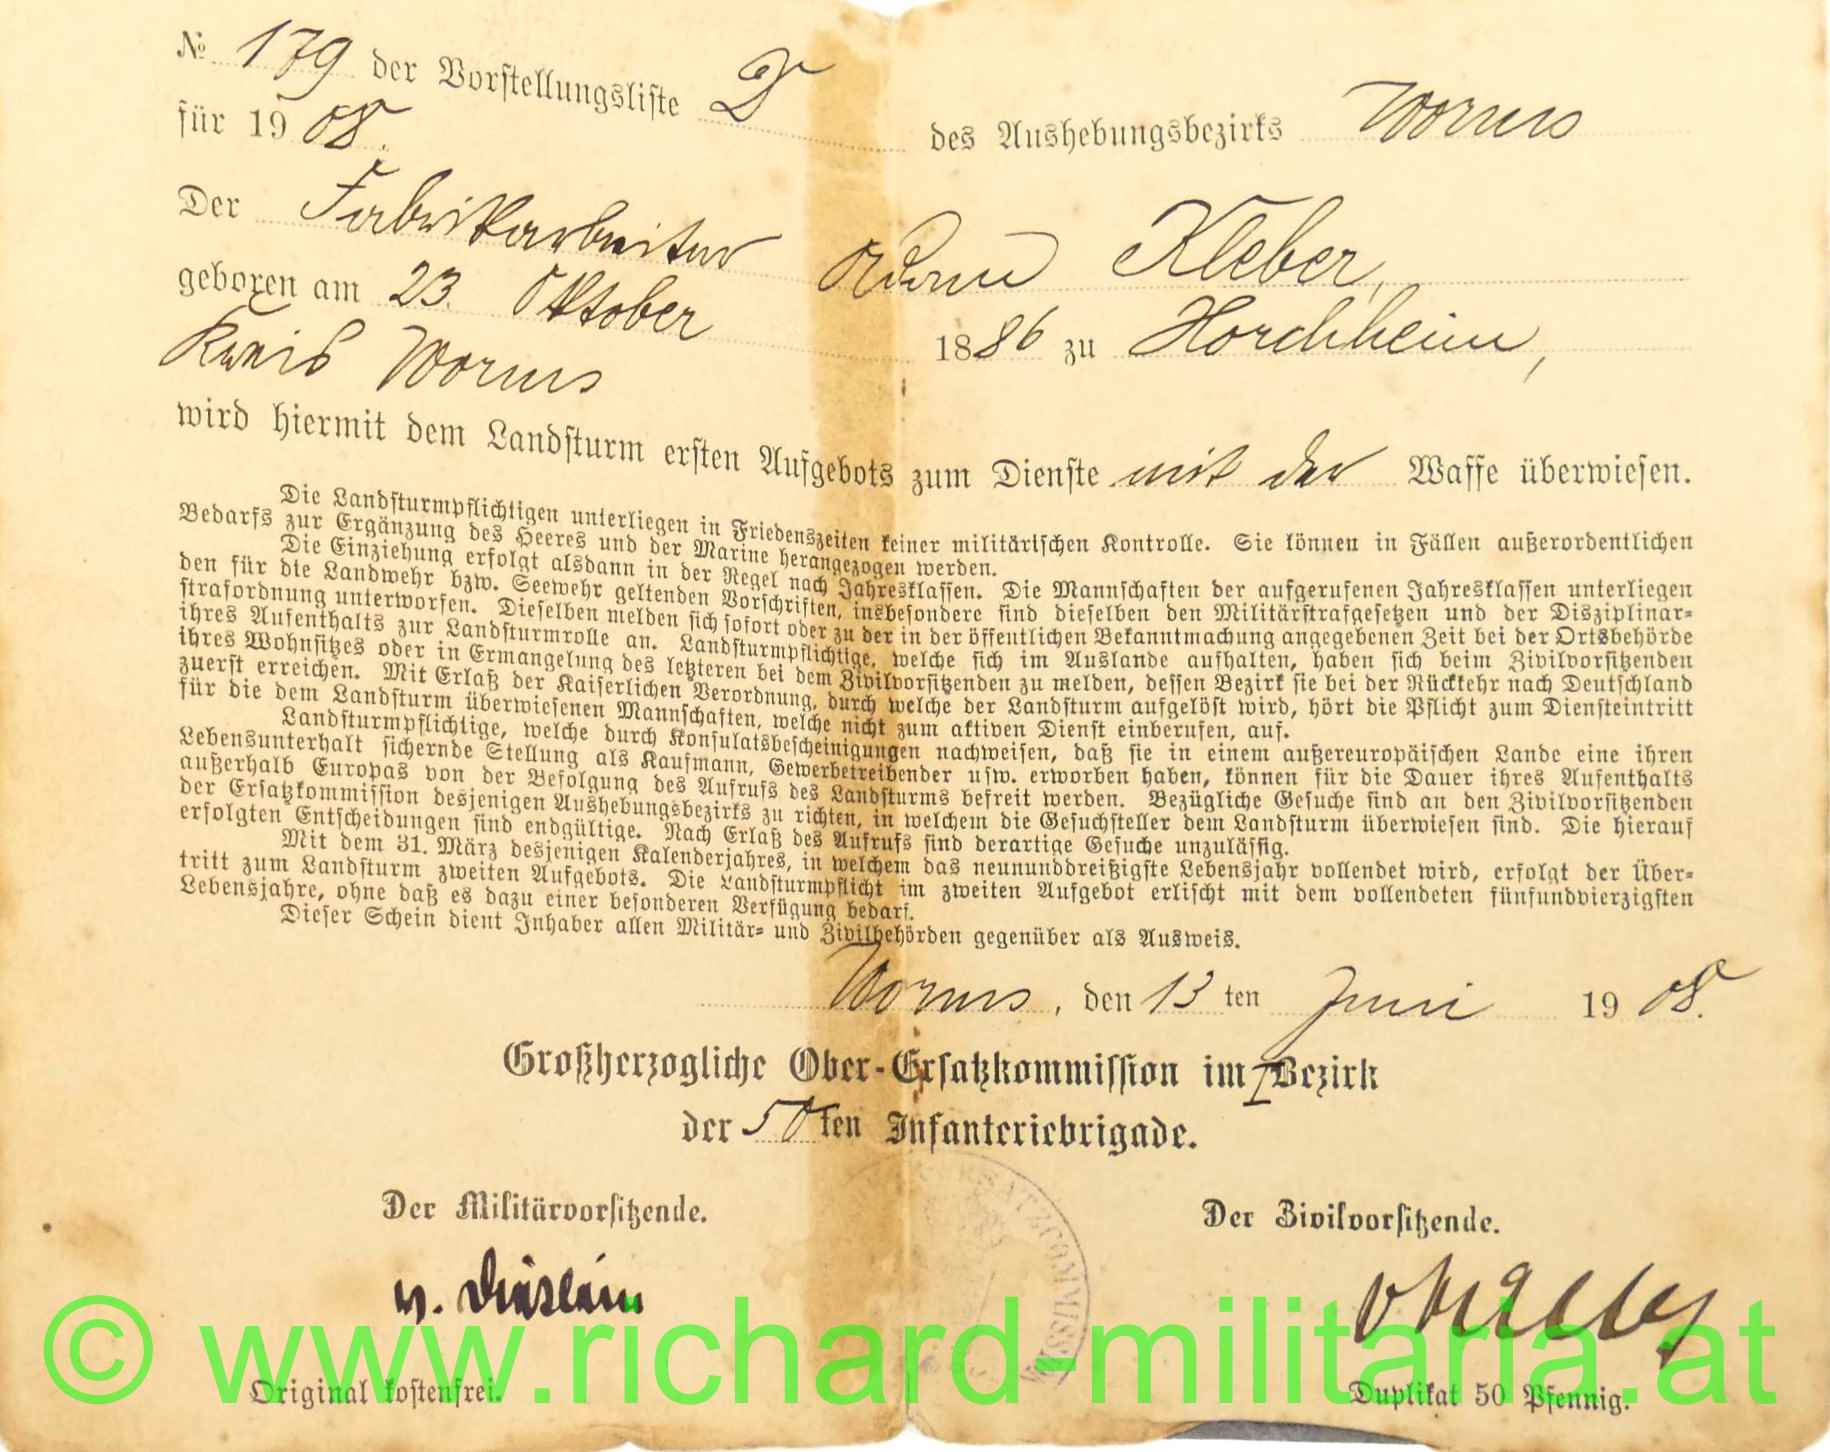 № 179 der Vorstellungsliste D des Aushebungsbezirks Worms
für 1908.
Der Fabrikarbeiter Adam Kleber,
geboren am 23. Oktober 1886 zu Horchheim,
Kreis Worms
wird hiermit dem Landsturm ersten Aufgebots zum Dienste mit der Waffe überwiesen.
Die Landsturmpflichtigen unterliegen in Friedenszeiten keiner militärischen Kontrolle. Sie können in Fällen außerordentlichen
Bedarfs zur Ergänzung des Heeres und der Marine herangezogen werden.
Die Einziehung erfolgt alsdann in der Regel nach Jahresklassen. Die Mannschaften der aufgerufenen Jahresklassen unterliegen
den für die Landwehr bzw. Seewehr geltenden Vorschriften, insbesondere sind dieselben den Militärstrafgesetzen und der Disziplinar-
strafordnung unterworfen. Dieselben melden sich sofort oder zu der in der öffentlichen Bekanntmachung angegebenen Zeit bei der Ortsbehörde
ihres Aufenthalts zur Landsturmrolle an. Landsturmpflichtige, welche sich im Auslande aufhalten, haben sich beim Zivilvorsitzenden
ihres Wohnsitzes oder in Ermangelung des letzteren bei dem Zivilvorsitzenden zu melden, dessen Bezirk sie bei der Rückkehr nach Deutschland
zuerst erreichen. Mit Erlaß der Kaiserlichen Verordnung, durch welche der Landsturm aufgelöst wird, hört die Pflicht zum Diensteintritt
für die dem Landsturm überwiesenen Mannschaften, welche nicht zum aktiven Dienst einberufen, auf.
Landsturmpflichtige, welche durch Konsulatsbescheinigungen nachweisen, daß sie in einem außereuropäischen Lande eine ihren
Lebensunterhalt sichernde Stellung als Kaufmann, Gewerbetreibender usw. erworben haben, können für die Dauer ihres Aufenthalts
außerhalb Europas von der Befolgung des Aufrufs des Landsturms befreit werden. Bezügliche Gesuche sind an den Zivilvorsitzenden
der Ersatzkommission desjenigen Aushebungsbezirks zu richten, in welchem die Gesuchsteller dem Landsturm überwiesen sind. Die hierauf
erfolgten Entscheidungen sind endgültige. Nach Erlaß des Aufrufs sind derartige Gesuche unzulässig.
Mit dem 31. März desjenigen Kalenderjahres, in welchem das neununddreißigste Lebensjahr vollendet wird, erfolgt der Über-
tritt zum Landsturm zweiten Aufgebots. Die Landsturmpflicht im zweiten Aufgebot erlischt mit dem vollendeten fünfundvierzigsten
Lebensjahre, ohne daß es dazu einer besonderen Verfügung bedarf.
Dieser Schein dient Inhaber allen Militär- und Zivilbehörden gegenüber als Ausweis.
Worms, den 13 ten Juni 1908.
Großherzogliche Ober-Ersatzkommission im I Bezirk
der 50 ten Infanteriebrigade.
Der Militärvorsitzende. Der Zivilvorsitzende.
© www.richard-militaria.at
Original kostenfrei. Duplikat 50 Pfennig.